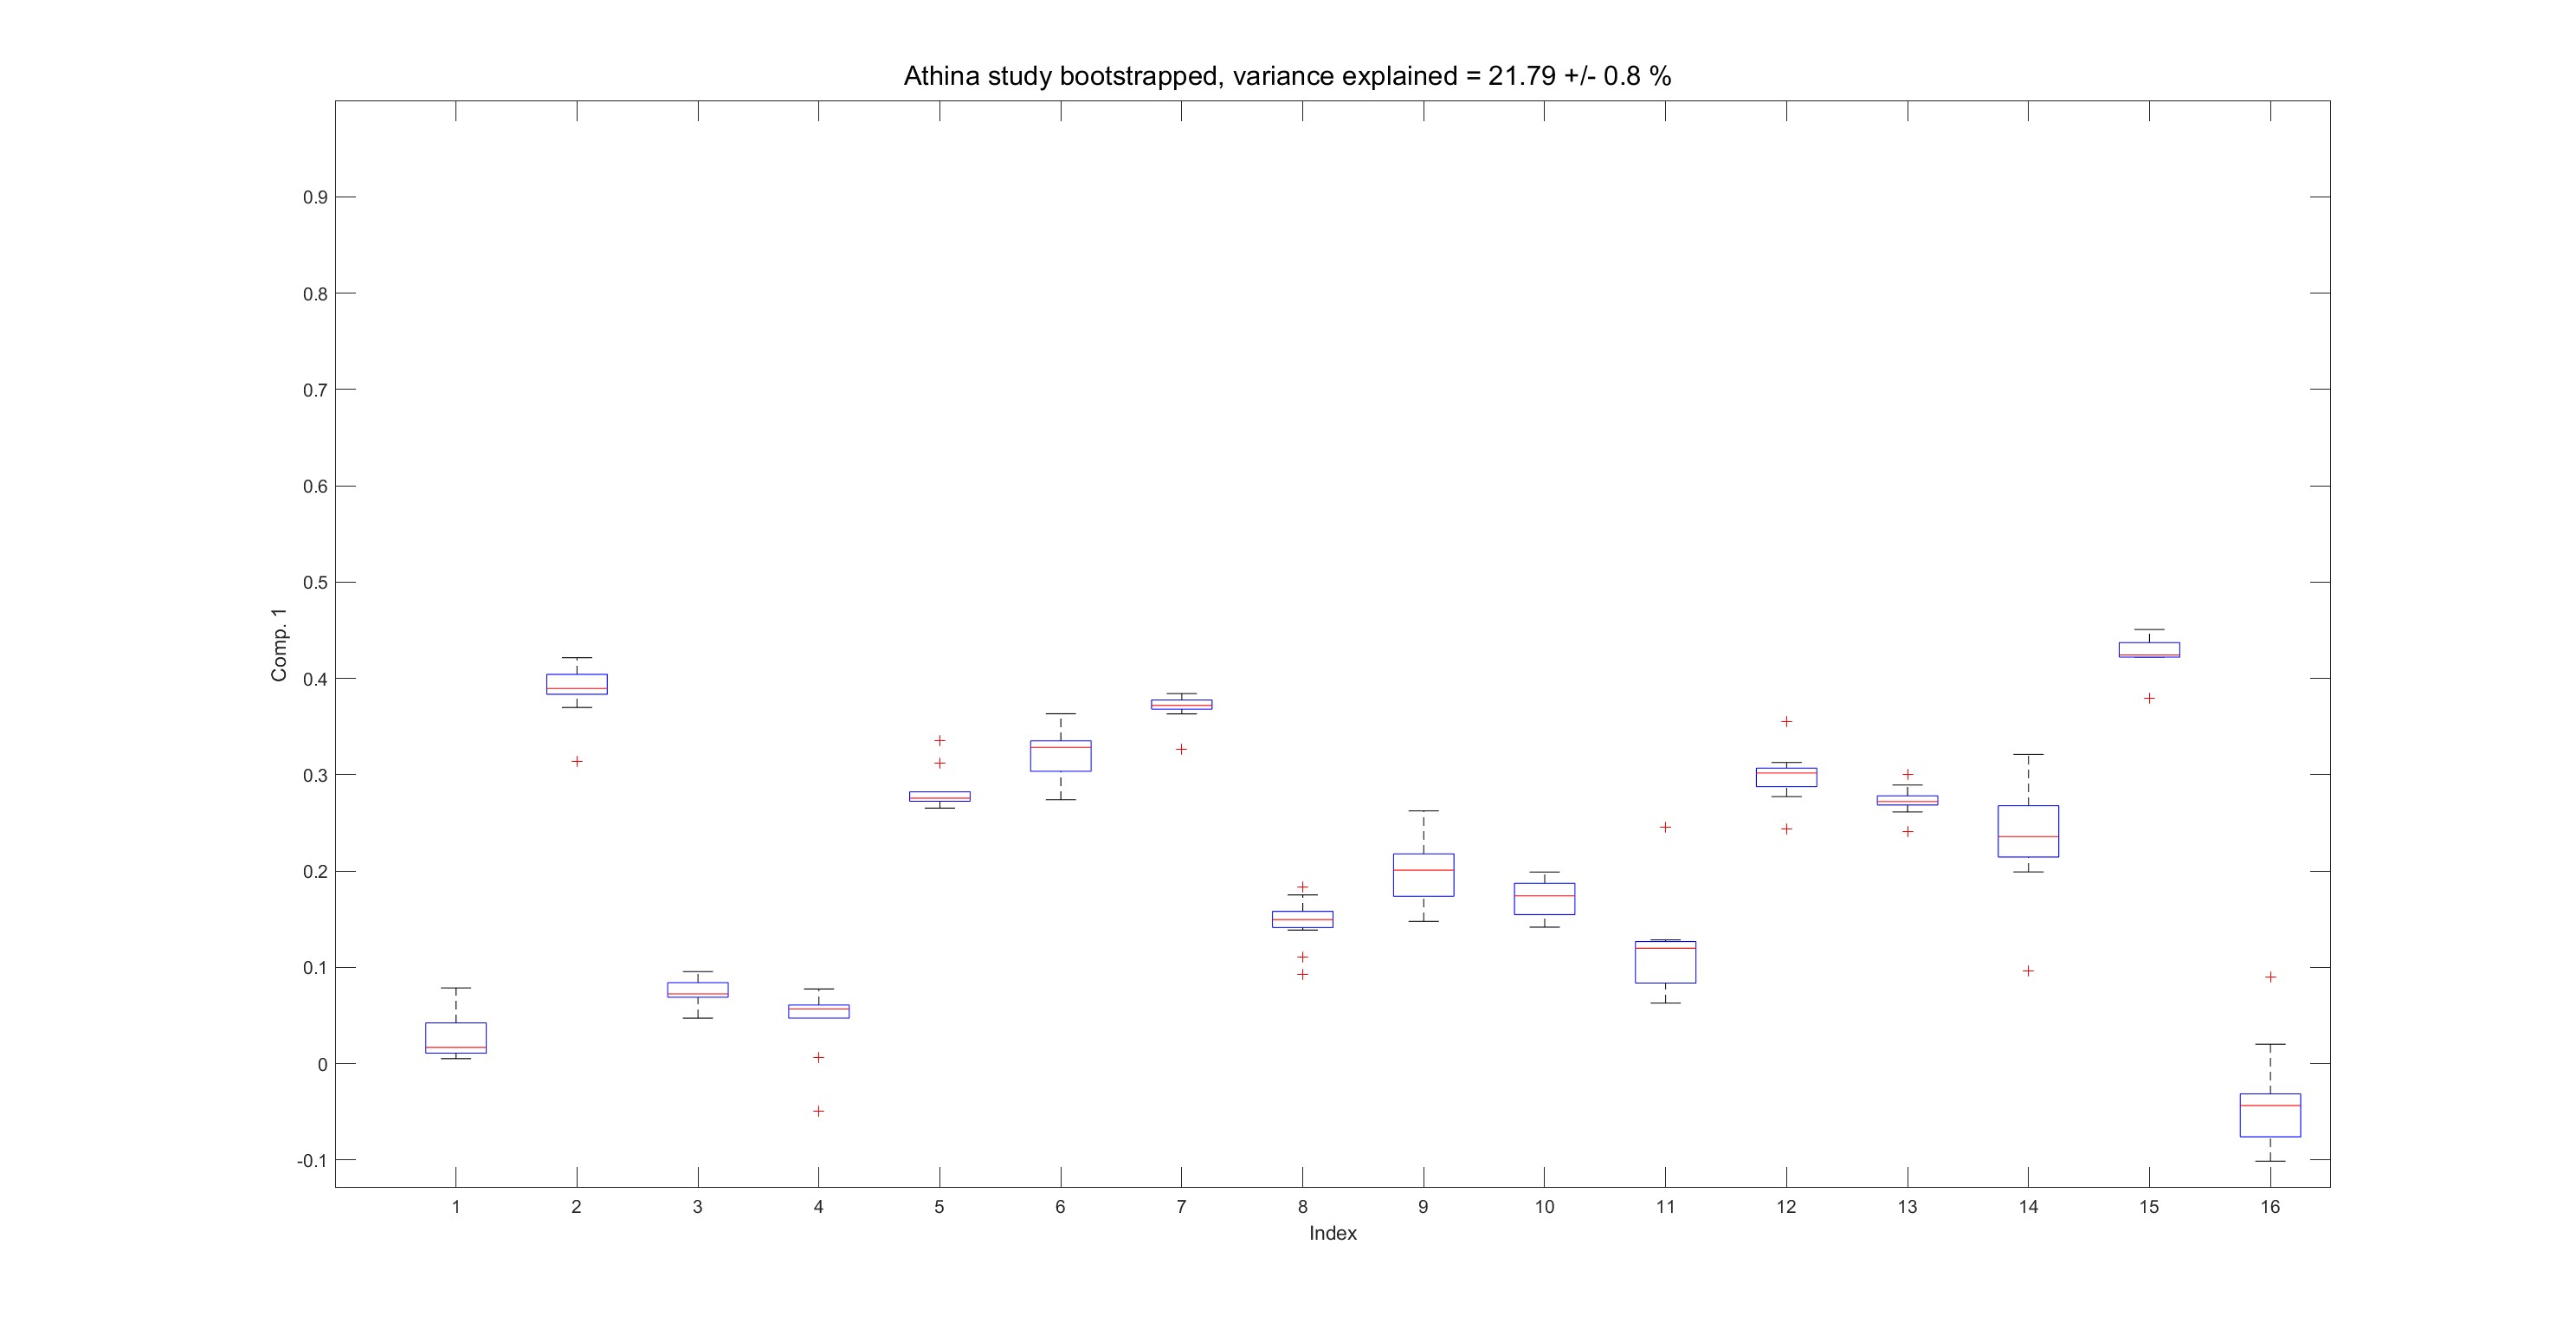 Athina study bootstrapped, variance explained = 21.79 +/- 0.8 %
0.9
0.8
0.7
0.6
0.5
0.4
0.3
0.2
0.1
0
-0.1
Comp. 1
1 2 3 4 5 6 7 8 9 10 11 12 13 14 15 16
Index